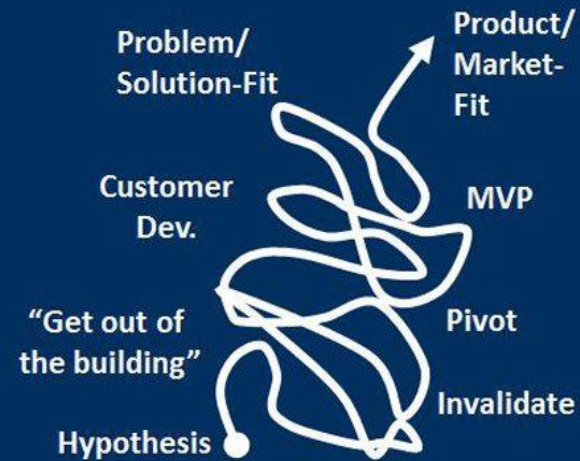 Problem/
Solution-Fit
Product/
Market-
Fit
Customer
Dev.
MVP
“Get out of
the building”
Pivot
Invalidate
Hypothesis